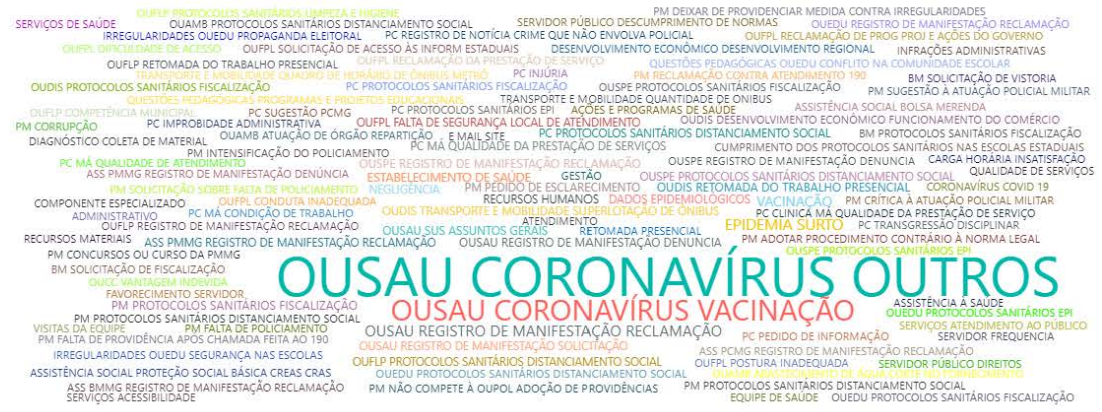 OUFLP PROTOCOLOS SANITÁRIOS LIMPEZA E HIGIENE
PM DEIXAR DE PROVIDENCIAR MEDIDA CONTRA IRREGULARIDADES
SERVIÇOS DE SAÚDE
OUAMB PROTOCOLOS SANITÁRIOS DISTANCIAMENTO SOCIAL
SERVIDOR PÚBLICO DESCUMPRIMENTO DE NORMAS
OUEDU REGISTRO DE MANIFESTAÇÃO RECLAMAÇÃO
IRREGULARIDADES OUEDU PROPAGANDA ELEITORAL
PC REGISTRO DE NOTÍCIA CRIME QUE NÃO ENVOLVA POLICIAL
OUFPL RECLAMAÇÃO DE PROG PROJ E AÇÕES DO GOVERNO
OUFPL DIFICULDADE DE ACESSO
OUFPL SOLICITAÇÃO DE ACESSO ÀS INFORM ESTADUAIS
DESENVOLVIMENTO ECONÔMICO DESENVOLVIMENTO REGIONAL
INFRAÇÕES ADMINISTRATIVAS
OUFLP RETOMADA DO TRABALHO PRESENCIAL
OUFPL RECLAMAÇÃO DA PRESTAÇÃO DE SERVIÇO
QUESTÕES PEDAGÓGICAS OUEDU CONFLITO NA COMUNIDADE ESCOLAR
TRANSPORTE E MOBILIDADE QUADRO DE HORÁRIO DE ÔNIBUS METRÔ
PC INJÚRIA
PM RECLAMAÇÃO CONTRA ATENDIMENTO 190
BM SOLICITAÇÃO DE VISTORIA
OUDIS PROTOCOLOS SANITÁRIOS FISCALIZAÇÃO
PC PROTOCOLOS SANITÁRIOS FISCALIZAÇÃO
OUSPE PROTOCOLOS SANITÁRIOS FISCALIZAÇÃO
PM SUGESTÃO À ATUAÇÃO POLICIAL MILITAR
QUESTÕES PEDAGÓGICAS PROGRAMAS E PROJETOS EDUCACIONAIS
TRANSPORTE E MOBILIDADE QUANTIDADE DE ONIBUS
OUFLP COMPETÊNCIA MUNICIPAL
PC SUGESTÃO PCMG
PC PROTOCOLOS SANITÁRIOS EPI
AÇÕES E PROGRAMAS DE SAÚDE
ASSISTÊNCIA SOCIAL BOLSA MERENDA
PM CORRUPÇÃO
PC IMPROBIDADE ADMINISTRATIVA
OUFPL FALTA DE SEGURANÇA LOCAL DE ATENDIMENTO
OUDIS DESENVOLVIMENTO ECONÔMICO FUNCIONAMENTO DO COMÉRCIO
DIAGNÓSTICO COLETA DE MATERIAL
OUAMB ATUAÇÃO DE ÓRGÃO REPARTIÇÃO
E MAIL SITE
PC PROTOCOLOS SANITÁRIOS DISTANCIAMENTO SOCIAL
BM PROTOCOLOS SANITÁRIOS FISCALIZAÇÃO
PM INTENSIFICAÇÃO DO POLICIAMENTO
PC MÁ QUALIDADE DA PRESTAÇÃO DE SERVIÇOS
CUMPRIMENTO DOS PROTOCOLOS SANITÁRIOS NAS ESCOLAS ESTADUAIS
PC MÁ QUALIDADE DE ATENDIMENTO
OUSPE REGISTRO DE MANIFESTAÇÃO RECLAMAÇÃO
OUSPE REGISTRO DE MANIFESTAÇÃO DENUNCIA
CARGA HORÁRIA INSATISFAÇÃO
ASS PMMG REGISTRO DE MANIFESTAÇÃO DENÚNCIA
ESTABELECIMENTO DE SAÚDE
GESTÃO
OUSPE PROTOCOLOS SANITÁRIOS DISTANCIAMENTO SOCIAL
QUALIDADE DE SERVIÇOS
PM SOLICITAÇÃO SOBRE FALTA DE POLICIAMENTO
NEGLIGÊNCIA
PM PEDIDO DE ESCLARECIMENTO
OUDIS RETOMADA DO TRABALHO PRESENCIAL
CORONAVÍRUS COVID 19
COMPONENTE ESPECIALIZADO
OUFPL CONDUTA INADEQUADA
RECURSOS HUMANOS
DADOS EPIDEMIOLÓGICOS
VACINAÇÃO
PM CRÍTICA À ATUAÇÃO POLICIAL MILITAR
ADMINISTRATIVO
PC MÁ CONDIÇÃO DE TRABALHO
OUDIS TRANSPORTE E MOBILIDADE SUPERLOTAÇÃO DE ÔNIBUS
PC CLINICA MÁ QUALIDADE DA PRESTAÇÃO DE SERVIÇO
OUFLP REGISTRO DE MANIFESTAÇÃO RECLAMAÇÃO
OUSAU SUS ASSUNTOS GERAIS
ATENDIMENTO
RETOMADA PRESENCIAL
EPIDEMIA SURTO
PC TRANSGRESSÃO DISCIPLINAR
RECURSOS MATERIAIS
ASS PMMG REGISTRO DE MANIFESTAÇÃO RECLAMAÇÃO
OUSAU REGISTRO DE MANIFESTAÇÃO DENUNCIA
PM ADOTAR PROCEDIMENTO CONTRÁRIO À NORMA LEGAL
PM CONCURSOS OU CURSO DA PMMG
OUSPE PROTOCOLOS SANITÁRIOS EPI
BM SOLICITAÇÃO DE FISCALIZAÇÃO
OUSAU CORONAVÍRUS OUTROS
OUCC VANTAGEM INDEVIDA
FAVORECIMENTO SERVIDOR
PM PROTOCOLOS SANITÁRIOS FISCALIZAÇÃO
OUSAU CORONAVÍRUS VACINAÇÃO
ASSISTÊNCIA À SAÚDE
OUEDU PROTOCOLOS SANITÁRIOS EPI
PM PROTOCOLOS SANITÁRIOS DISTANCIAMENTO SOCIAL
VISITAS DA EQUIPE
PM FALTA DE POLICIAMENTO
OUSAU REGISTRO DE MANIFESTAÇÃO RECLAMAÇÃO
SERVIÇOS ATENDIMENTO AO PÚBLICO
PM FALTA DE PROVIDÊNCIA APÓS CHAMADA FEITA AO 190
PC PEDIDO DE INFORMAÇÃO
SERVIDOR FREQUENCIA
OUSAU REGISTRO DE MANIFESTAÇÃO SOLICITAÇÃO
IRREGULARIDADES OUEDU SEGURANÇA NAS ESCOLAS
OUFLP PROTOCOLOS SANITÁRIOS DISTANCIAMENTO SOCIAL
ASS PCMG REGISTRO DE MANIFESTAÇÃO RECLAMAÇÃO
OUFPL POSTURA INADEQUADA
SERVIDOR PÚBLICO DIREITOS
ASSISTÊNCIA SOCIAL PROTEÇÃO SOCIAL BÁSICA CREAS CRAS
OUEDU PROTOCOLOS SANITÁRIOS DISTANCIAMENTO SOCIAL
OUAMB ABASTECIMENTO DE ÁGUA CORTE NO FORNECIMENTO
ASS BMMG REGISTRO DE MANIFESTAÇÃO RECLAMAÇÃO
PM NÃO COMPETE À OUPOL ADOÇÃO DE PROVIDÊNCIAS
PM PROTOCOLOS SANITÁRIOS DISTANCIAMENTO SOCIAL
SERVIÇOS ACESSIBILIDADE
EQUIPE DE SAÚDE
OUEDU PROTOCOLOS SANITÁRIOS FISCALIZAÇÃO